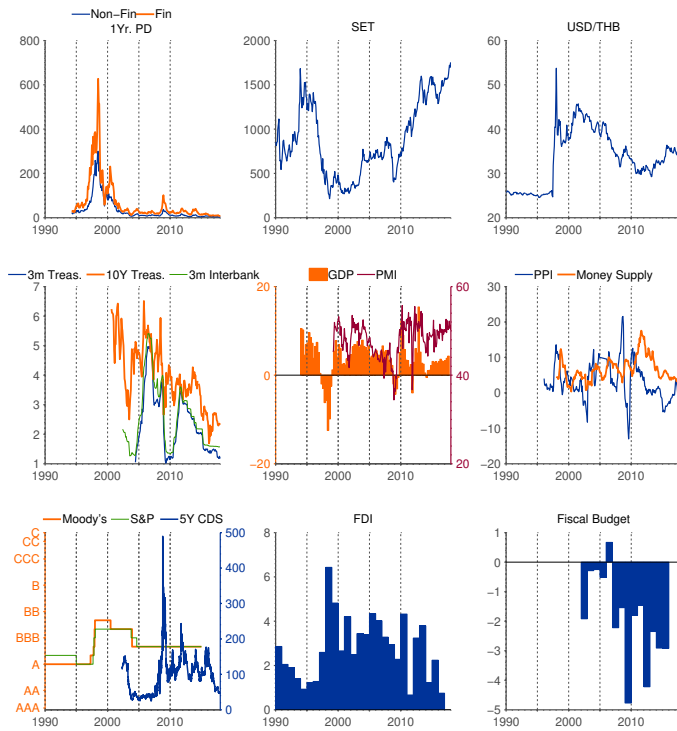 Non−Fin Fin
1Yr. PD
SET
USD/THB
800
600
400
200
0
1990 2000 2010
2000
1500
1000
500
0
1990 2000 2010
60
50
40
30
20
1990 2000 2010
3m Treas. 10Y Treas. 3m Interbank
GDP PMI
PPI Money Supply
7
6
5
4
3
2
1
1990 2000 2010
20
0
−20
60
40
20
1990 2000 2010
30
20
10
0
−10
−20
1990 2000 2010
Moody's S&P 5Y CDS
FDI
Fiscal Budget
C
CC
CCC
B
BB
BBB
A
AA
AAA
500
400
300
200
100
0
1990 2000 2010
8
6
4
2
0
1990 2000 2010
1
0
−1
−2
−3
−4
−5
1990 2000 2010